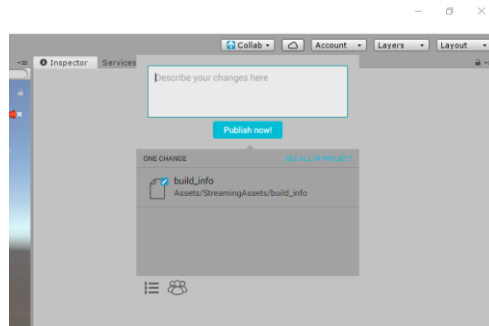 Collab
Account
Layers
Layout
Inspector
Services
Describe your changes here
Publish now!
ONE CHANGE
SEE ALL IN PROJECT
build_info
Assets/StreamingAssets/build_info